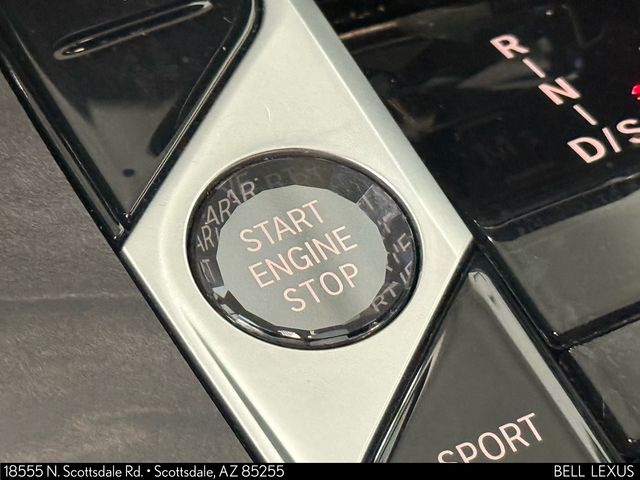 R
I
N
I
D/S
START
ENGINE
STOP
SPORT
18555 N. Scottsdale Rd. • Scottsdale, AZ 85255
BELL LEXUS